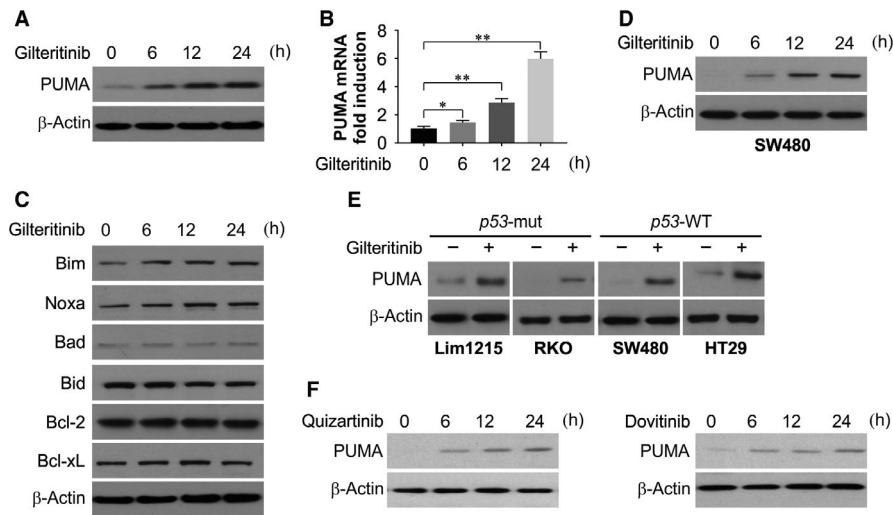 A
Gilteritinib 0 6 12 24 (h)
PUMA
β-Actin
B
PUMA mRNA
fold induction
8
6
4
2
0
**
**
*
Gilteritinib 0 6 12 24 (h)
C
Gilteritinib 0 6 12 24 (h)
Bim
Noxa
Bad
Bid
Bcl-2
Bcl-xL
β-Actin
D
Gilteritinib 0 6 12 24 (h)
PUMA
β-Actin
SW480
E
p53-mut p53-WT
Gilteritinib − + − + − + − +
PUMA
β-Actin
Lim1215 RKO SW480 HT29
F
Quizartinib 0 6 12 24 (h)
PUMA
β-Actin
Dovitinib 0 6 12 24 (h)
PUMA
β-Actin